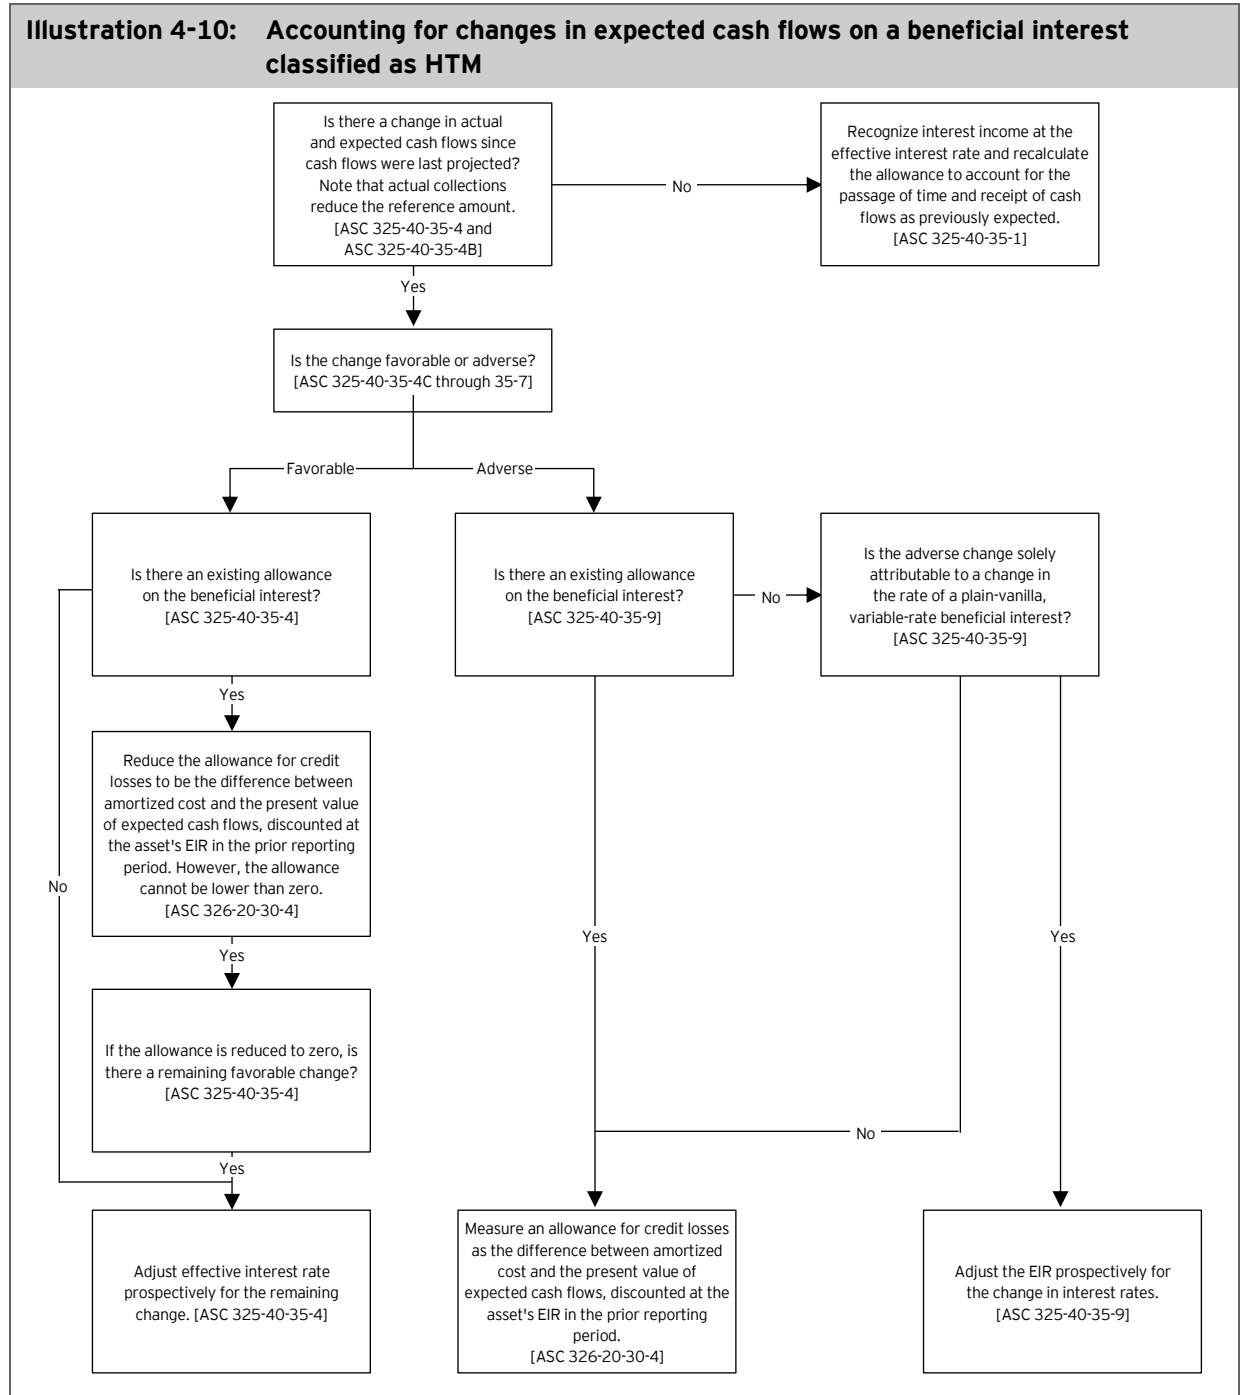 Illustration 4-10: Accounting for changes in expected cash flows on a beneficial interest
classified as HTM
Is there a change in actual
and expected cash flows since
cash flows were last projected?
Note that actual collections
reduce the reference amount.
[ASC 325-40-35-4 and
ASC 325-40-35-4B]
No
Recognize interest income at the
effective interest rate and recalculate
the allowance to account for the
passage of time and receipt of cash
flows as previously expected.
[ASC 325-40-35-1]
Yes
Is the change favorable or adverse?
[ASC 325-40-35-4C through 35-7]
Favorable
Adverse
Is there an existing allowance
on the beneficial interest?
[ASC 325-40-35-4]
Is there an existing allowance
on the beneficial interest?
[ASC 325-40-35-9]
No
Is the adverse change solely
attributable to a change in
the rate of a plain-vanilla,
variable-rate beneficial interest?
[ASC 325-40-35-9]
Yes
Reduce the allowance for credit
losses to be the difference between
amortized cost and the present value
of expected cash flows, discounted at
the asset's EIR in the prior reporting
period. However, the allowance
cannot be lower than zero.
[ASC 326-20-30-4]
No
Yes
Yes
Yes
If the allowance is reduced to zero, is
there a remaining favorable change?
[ASC 325-40-35-4]
No
Yes
Adjust effective interest rate
prospectively for the remaining
change. [ASC 325-40-35-4]
Measure an allowance for credit losses
as the difference between amortized
cost and the present value of
expected cash flows, discounted at the
asset's EIR in the prior reporting
period.
[ASC 326-20-30-4]
Adjust the EIR prospectively for
the change in interest rates.
[ASC 325-40-35-9]